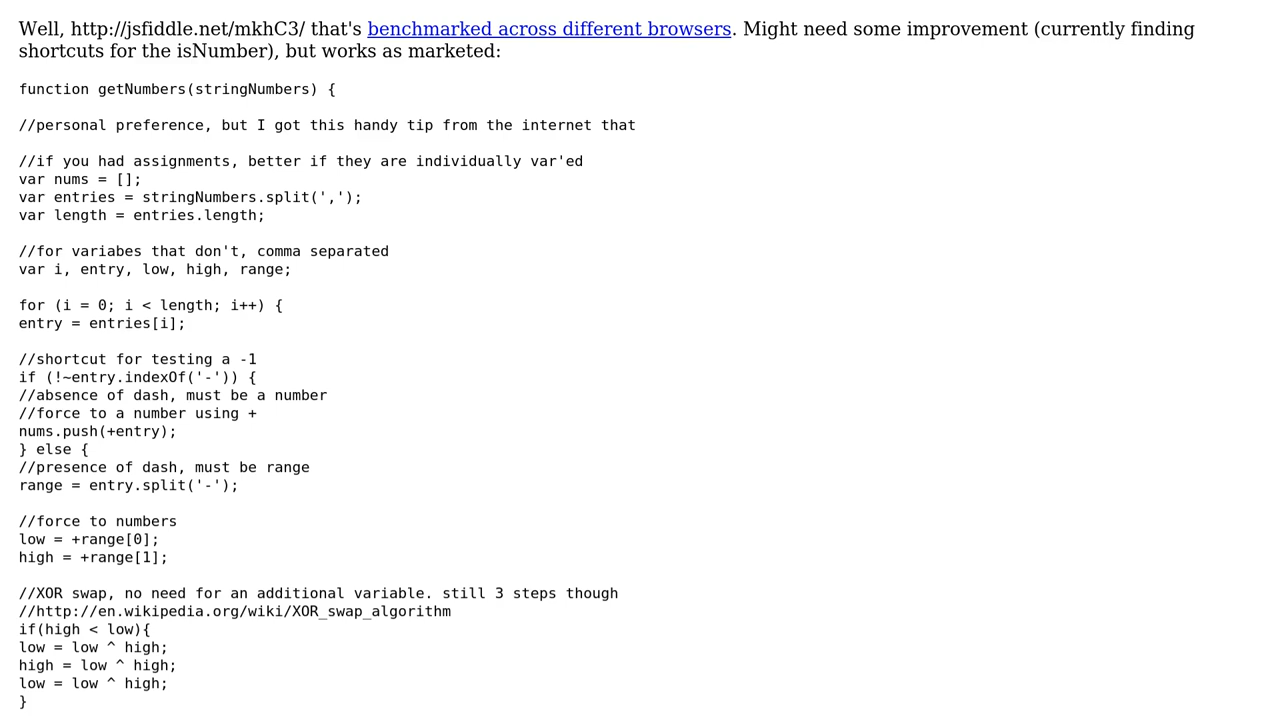 Well, http://jsfiddle.net/mkhC3/ that's benchmarked across different browsers. Might need some improvement (currently finding
shortcuts for the isNumber), but works as marketed:
function getNumbers(stringNumbers) {
//personal preference, but I got this handy tip from the internet that
//if you had assignments, better if they are individually var'ed
var nums = [];
var entries = stringNumbers.split(',');
var length = entries.length;
//for variabes that don't, comma separated
var i, entry, low, high, range;
for (i = 0; i < length; i++) {
entry = entries[i];
//shortcut for testing a -1
if (!~entry.indexOf('-')) {
//absence of dash, must be a number
//force to a number using +
nums.push(+entry);
} else {
//presence of dash, must be range
range = entry.split('-');
//force to numbers
low = +range[0];
high = +range[1];
//XOR swap, no need for an additional variable. still 3 steps though
//http://en.wikipedia.org/wiki/XOR_swap_algorithm
if(high < low){
low = low ^ high;
high = low ^ high;
low = low ^ high;
}